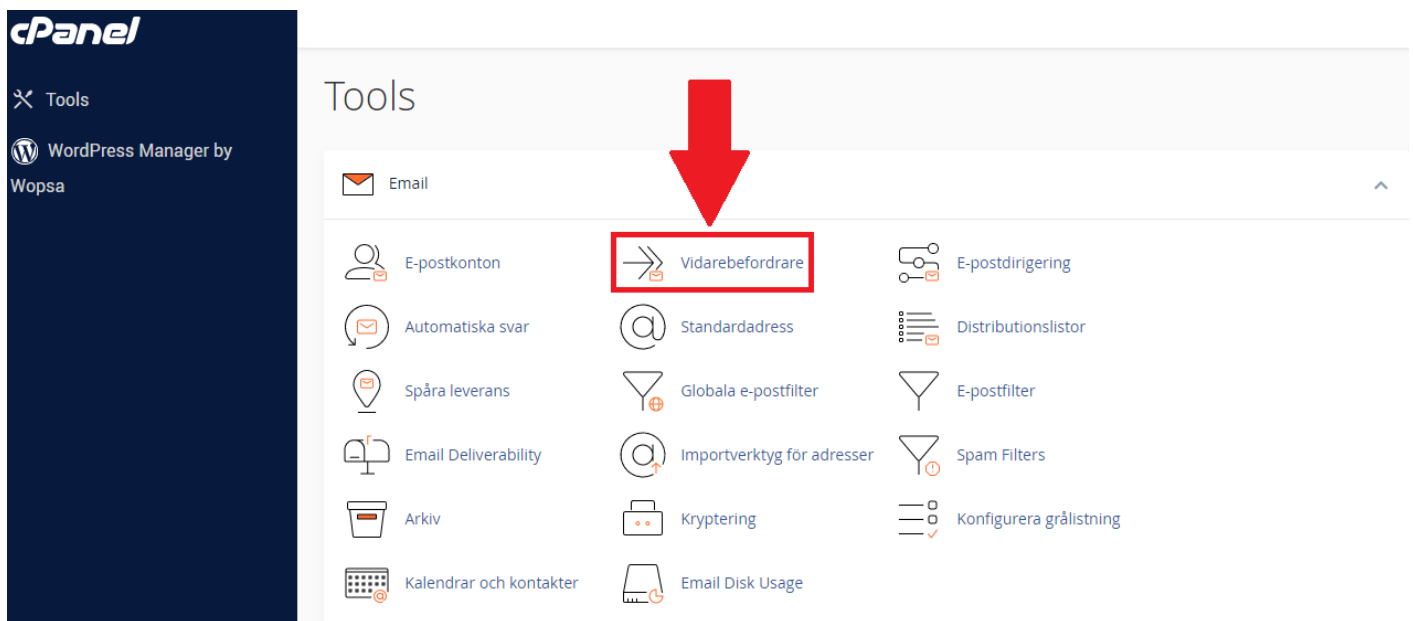 cPanel
Tools
WordPress Manager by
Wopsa
Tools
Email
E-postkonton
Vidarebefordrare
E-postdirigering
Automatiska svar
Standardadress
Distributionslistor
Spåra leverans
Globala e-postfilter
E-postfilter
Email Deliverability
Importverktyg för adresser
Spam Filters
Arkiv
Kryptering
Konfigurera grålistning
Kalendrar och kontakter
Email Disk Usage